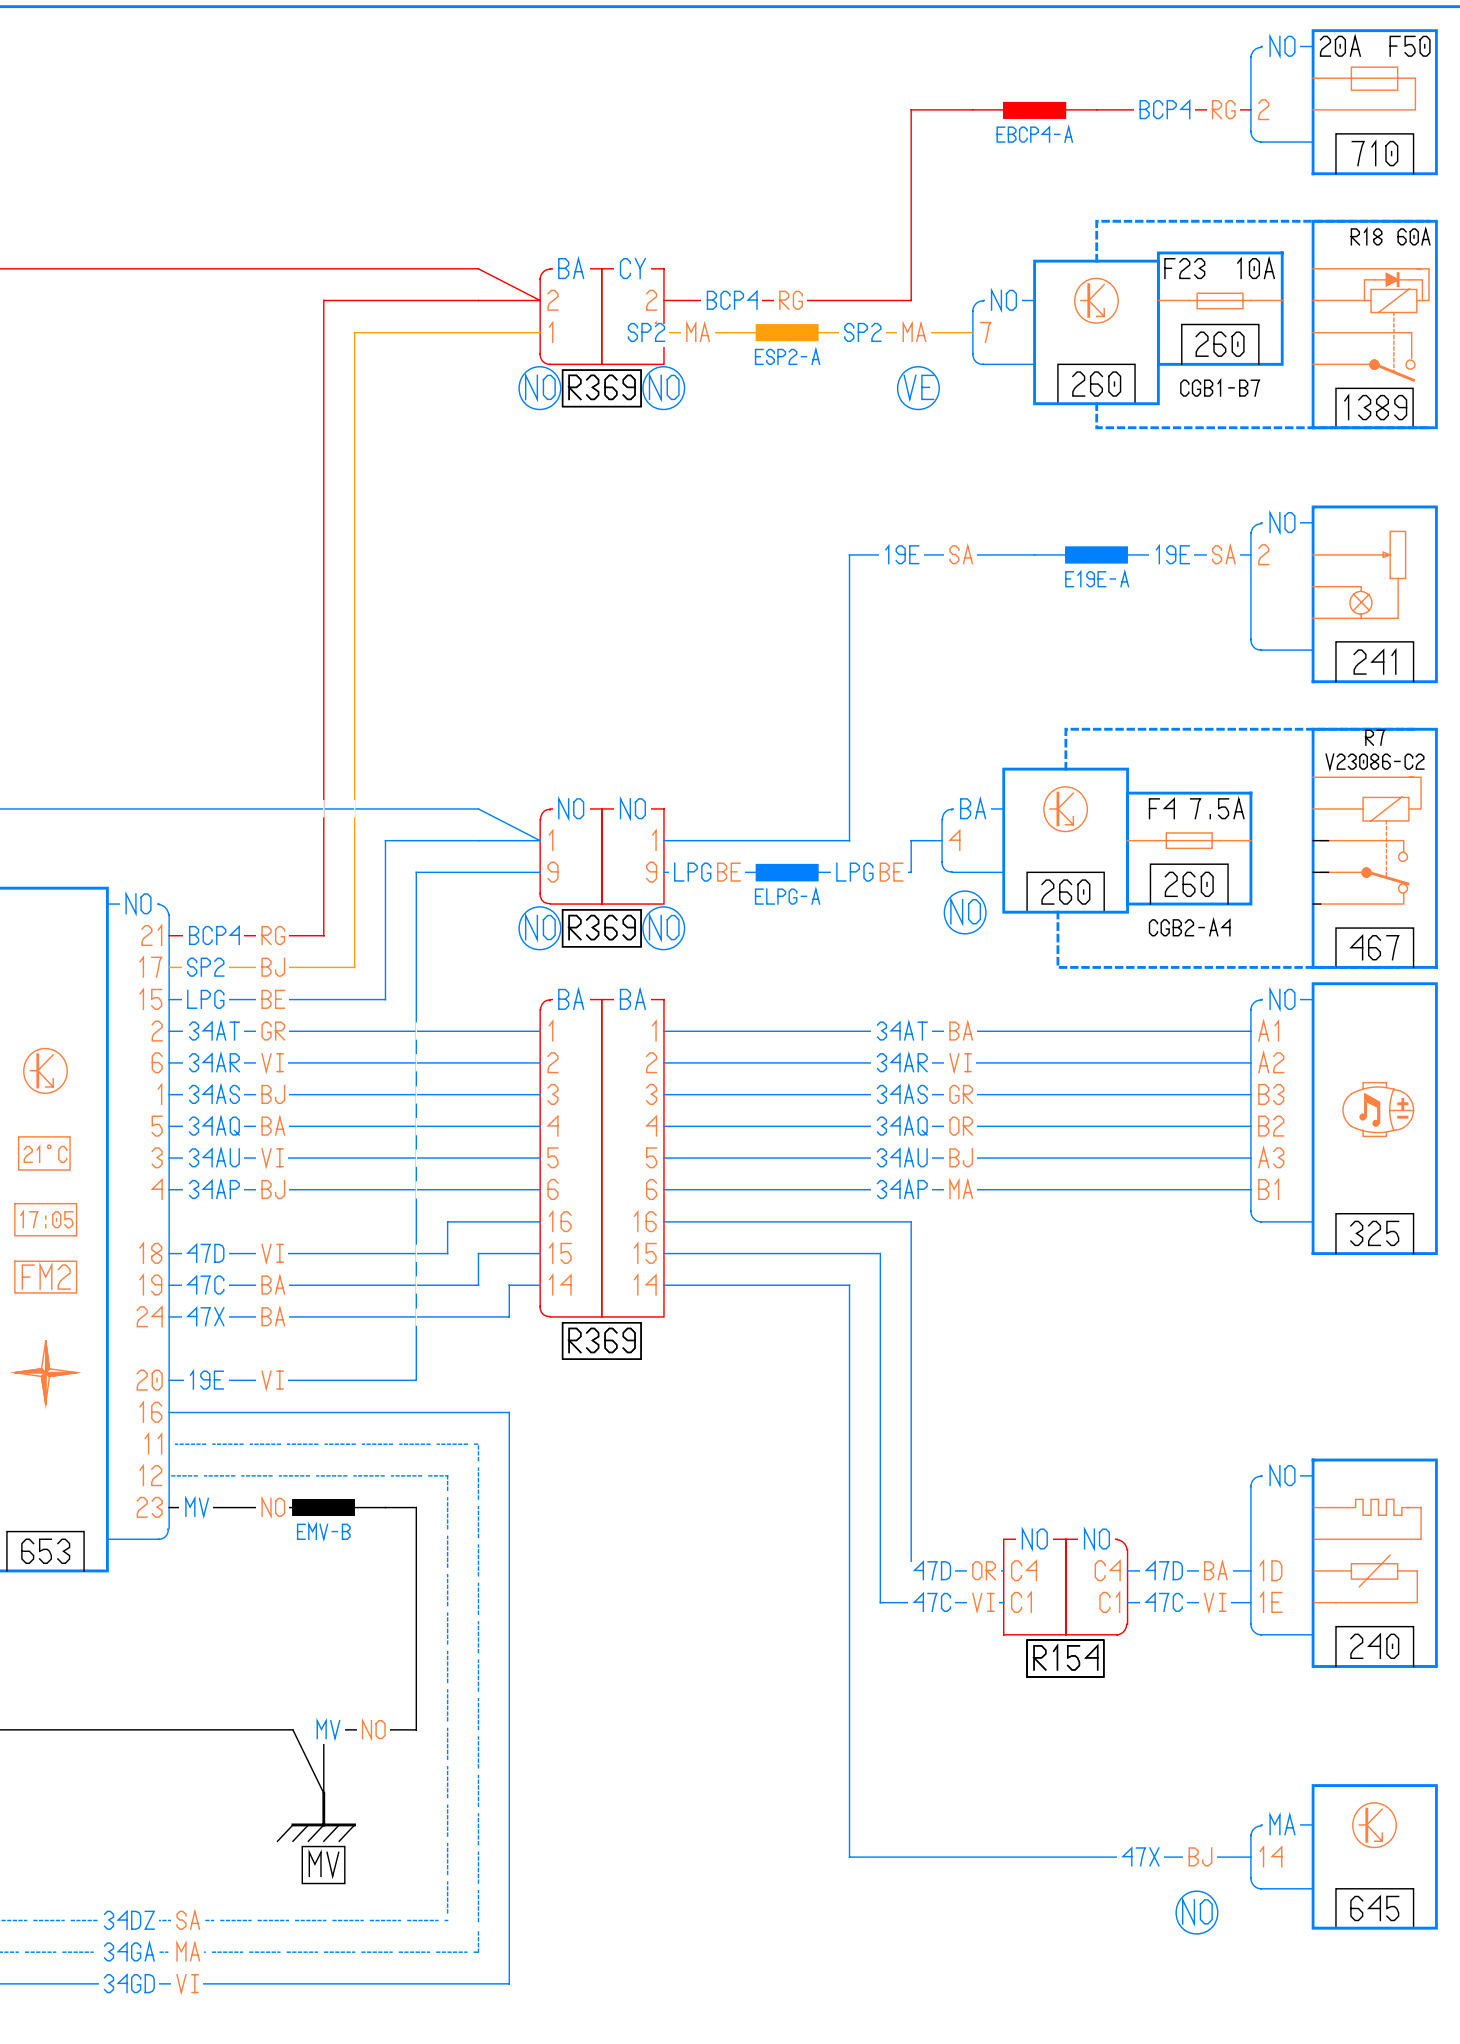 NO 20A F50
BCP4 RG 2
EBCP4-A
710
R18 60A
BA CY F23 10A
2 2 BCP4 RG NO
1 SP2 MA SP2 MA 7
ESP2-A 260
NO R369 NO VE 260 CGB1-B7 1389
NO
19E SA 19E SA 2
E19E-A
241
R7
V23086-C2
NO NO BA F4 7.5A
1 1 4
9 9 LPG BE LPG BE
ELPG-A 260 260
NO R369 NO NO CGB2-A4
467
NO
21 BCP4 RG
17 SP2 BJ
15 LPG BE BA BA NO
2 34AT GR 1 1 34AT BA A1
6 34AR VI 2 2 34AR VI A2
1 34AS BJ 3 3 34AS GR B3
5 34AQ BA 4 4 34AQ OR B2
21°C 3 34AU VI 5 5 34AU BJ A3
4 34AP BJ 6 6 34AP MA B1
17:05 16 16 325
18 47D VI 15 15
FM2 19 47C BA 14 14
24 47X BA
R369
20 19E VI
16
11
12 NO
23 MV NO
EMV-B
653 NO NO
47D OR C4 C4 47D BA 1D
47C VI C1 C1 47C VI 1E
R154 240
MV NO
MA
MV 47X BJ 14
NO 645
34DZ SA
34GA MA
34GD VI